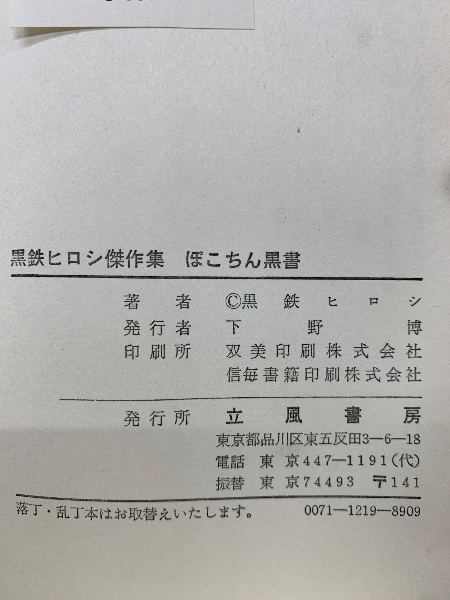 黒鉄ヒロシ傑作集　ぽこちん黒書
著者　©黒鉄ヒロシ
発行者　下野博
印刷所　双美印刷株式会社
信毎書籍印刷株式会社
発行所　立風書房
東京都品川区東五反田3—6—18
電話　東京447—1191(代)
振替　東京74493　〒141
落丁・乱丁本はお取替えいたします。　0071—1219—8909